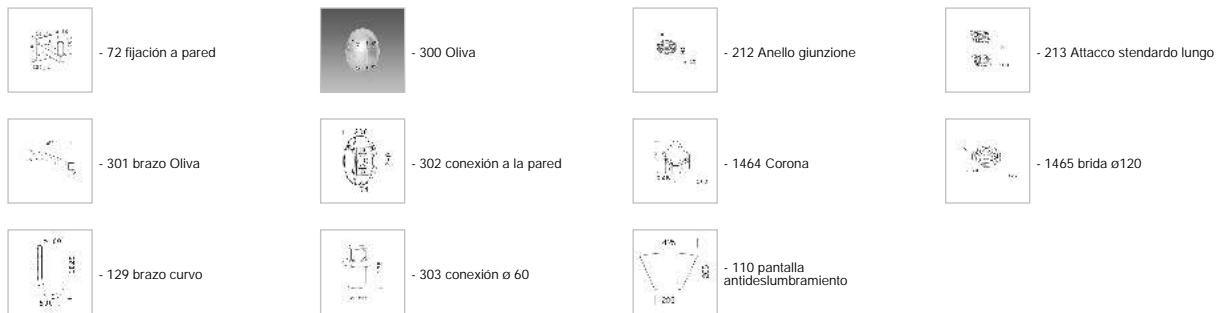 - 72 fijación a pared
- 300 Oliva
- 212 Anello giunzione
- 213 Attacco stendardo lungo
- 301 brazo Oliva
- 302 conexión a la pared
- 1464 Corona
- 1465 brida ø120
- 129 brazo curvo
- 303 conexión ø 60
- 110 pantalla
antideslumbramiento